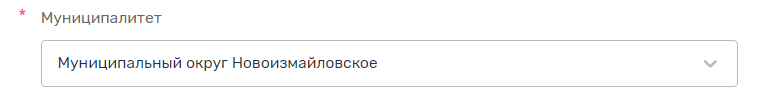 * Муниципалитет
Муниципальный округ Новоизмайловское